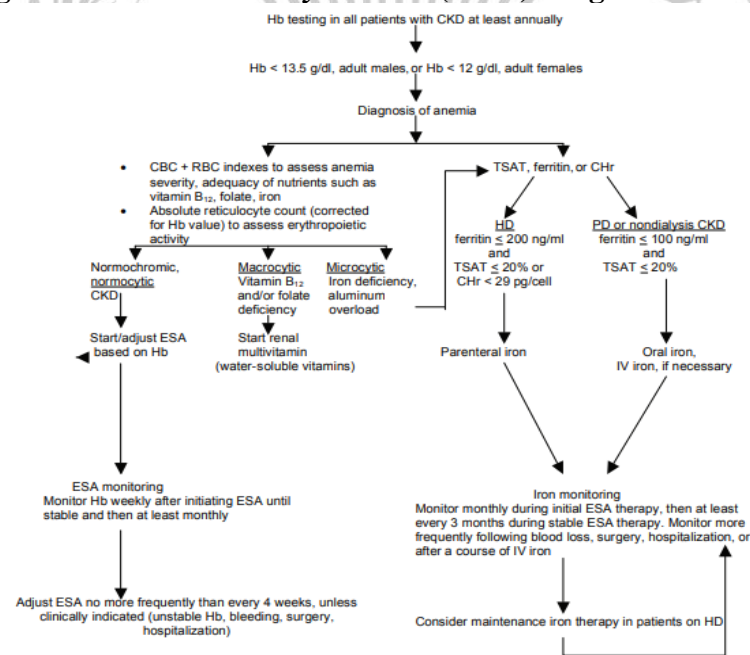 Hb testing in all patients with CKD at least annually
Hb < 13.5 g/dl, adult males, or Hb < 12 g/dl, adult females
Diagnosis of anemia
• CBC + RBC indexes to assess anemia
severity, adequacy of nutrients such as
vitamin B12, folate, iron
• Absolute reticulocyte count (corrected
for Hb value) to assess erythropoietic
activity
TSAT, ferritin, or CHr
HD
ferritin ≤ 200 ng/ml
and
TSAT ≤ 20% or
CHr < 29 pg/cell
PD or nondialysis CKD
ferritin ≤ 100 ng/ml
and
TSAT ≤ 20%
Normochromic,
normocytic
CKD
Macrocytic
Vitamin B12
and/or folate
deficiency
Microcytic
Iron deficiency,
aluminum
overload
Start/adjust ESA
based on Hb
Start renal
multivitamin
(water-soluble vitamins)
Parenteral iron
Oral iron,
IV iron, if necessary
ESA monitoring
Monitor Hb weekly after initiating ESA until
stable and then at least monthly
Iron monitoring
Monitor monthly during initial ESA therapy, then at least
every 3 months during stable ESA therapy. Monitor more
frequently following blood loss, surgery, hospitalization, or
after a course of IV iron
Adjust ESA no more frequently than every 4 weeks, unless
clinically indicated (unstable Hb, bleeding, surgery,
hospitalization)
Consider maintenance iron therapy in patients on HD